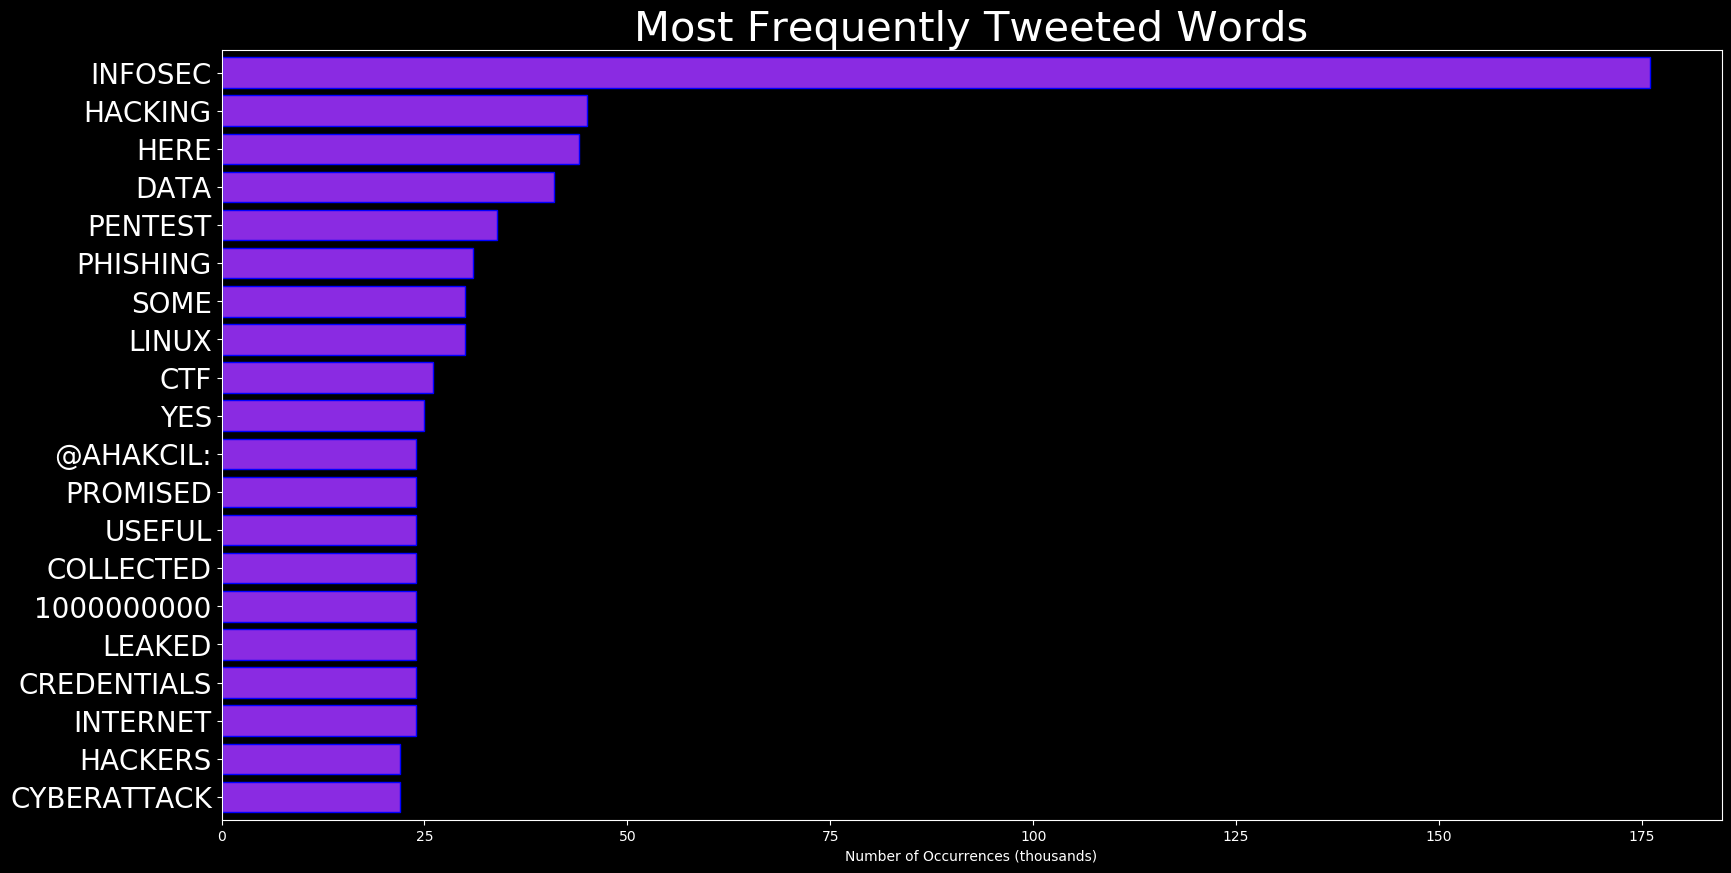 Most Frequently Tweeted Words
INFOSEC
HACKING
HERE
DATA
PENTEST
PHISHING
SOME
LINUX
CTF
YES
@AHAKCIL:
PROMISED
USEFUL
COLLECTED
1000000000
LEAKED
CREDENTIALS
INTERNET
HACKERS
CYBERATTACK
0 25 50 75 100 125 150 175
Number of Occurrences (thousands)